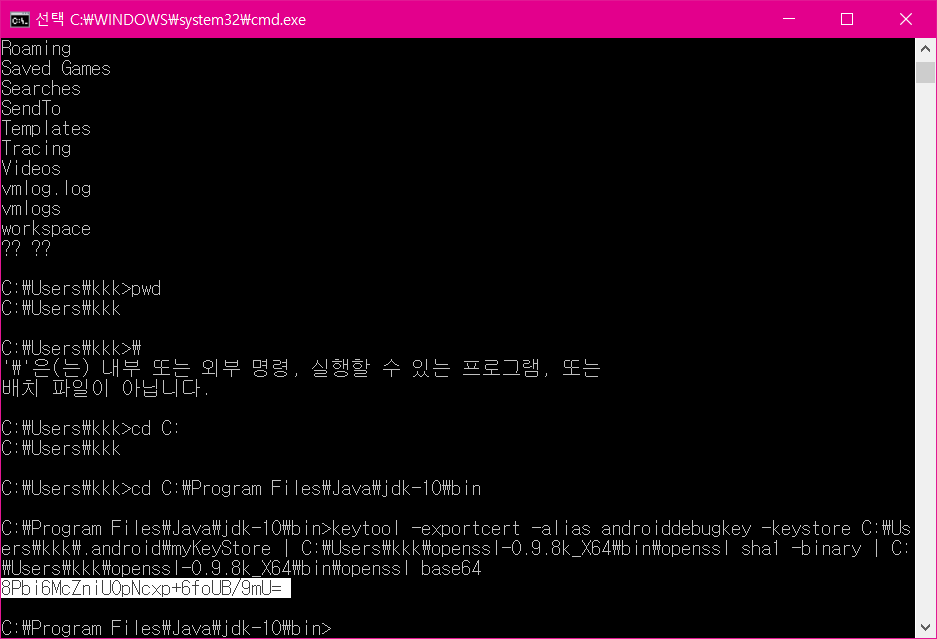 선택 C:₩WINDOWS₩system32₩cmd.exe
Roaming
Saved Games
Searches
SendTo
Templates
Tracing
Videos
vmlog.log
vmlogs
workspace
?? ??
C:₩Users₩kkk>pwd
C:₩Users₩kkk
C:₩Users₩kkk>₩
'₩'은(는) 내부 또는 외부 명령, 실행할 수 있는 프로그램, 또는
배치 파일이 아닙니다.
C:₩Users₩kkk>cd C:
C:₩Users₩kkk
C:₩Users₩kkk>cd C:₩Program Files₩Java₩jdk-10₩bin
C:₩Program Files₩Java₩jdk-10₩bin>keytool -exportcert -alias androiddebugkey -keystore C:₩Us
ers₩kkk₩.android₩myKeyStore | C:₩Users₩kkk₩openssl-0.9.8k_X64₩bin₩openssl sha1 -binary | C:
₩Users₩kkk₩openssl-0.9.8k_X64₩bin₩openssl base64
8Pbi6McZniU0pNcxp+6foUB/9mU=
C:₩Program Files₩Java₩jdk-10₩bin>